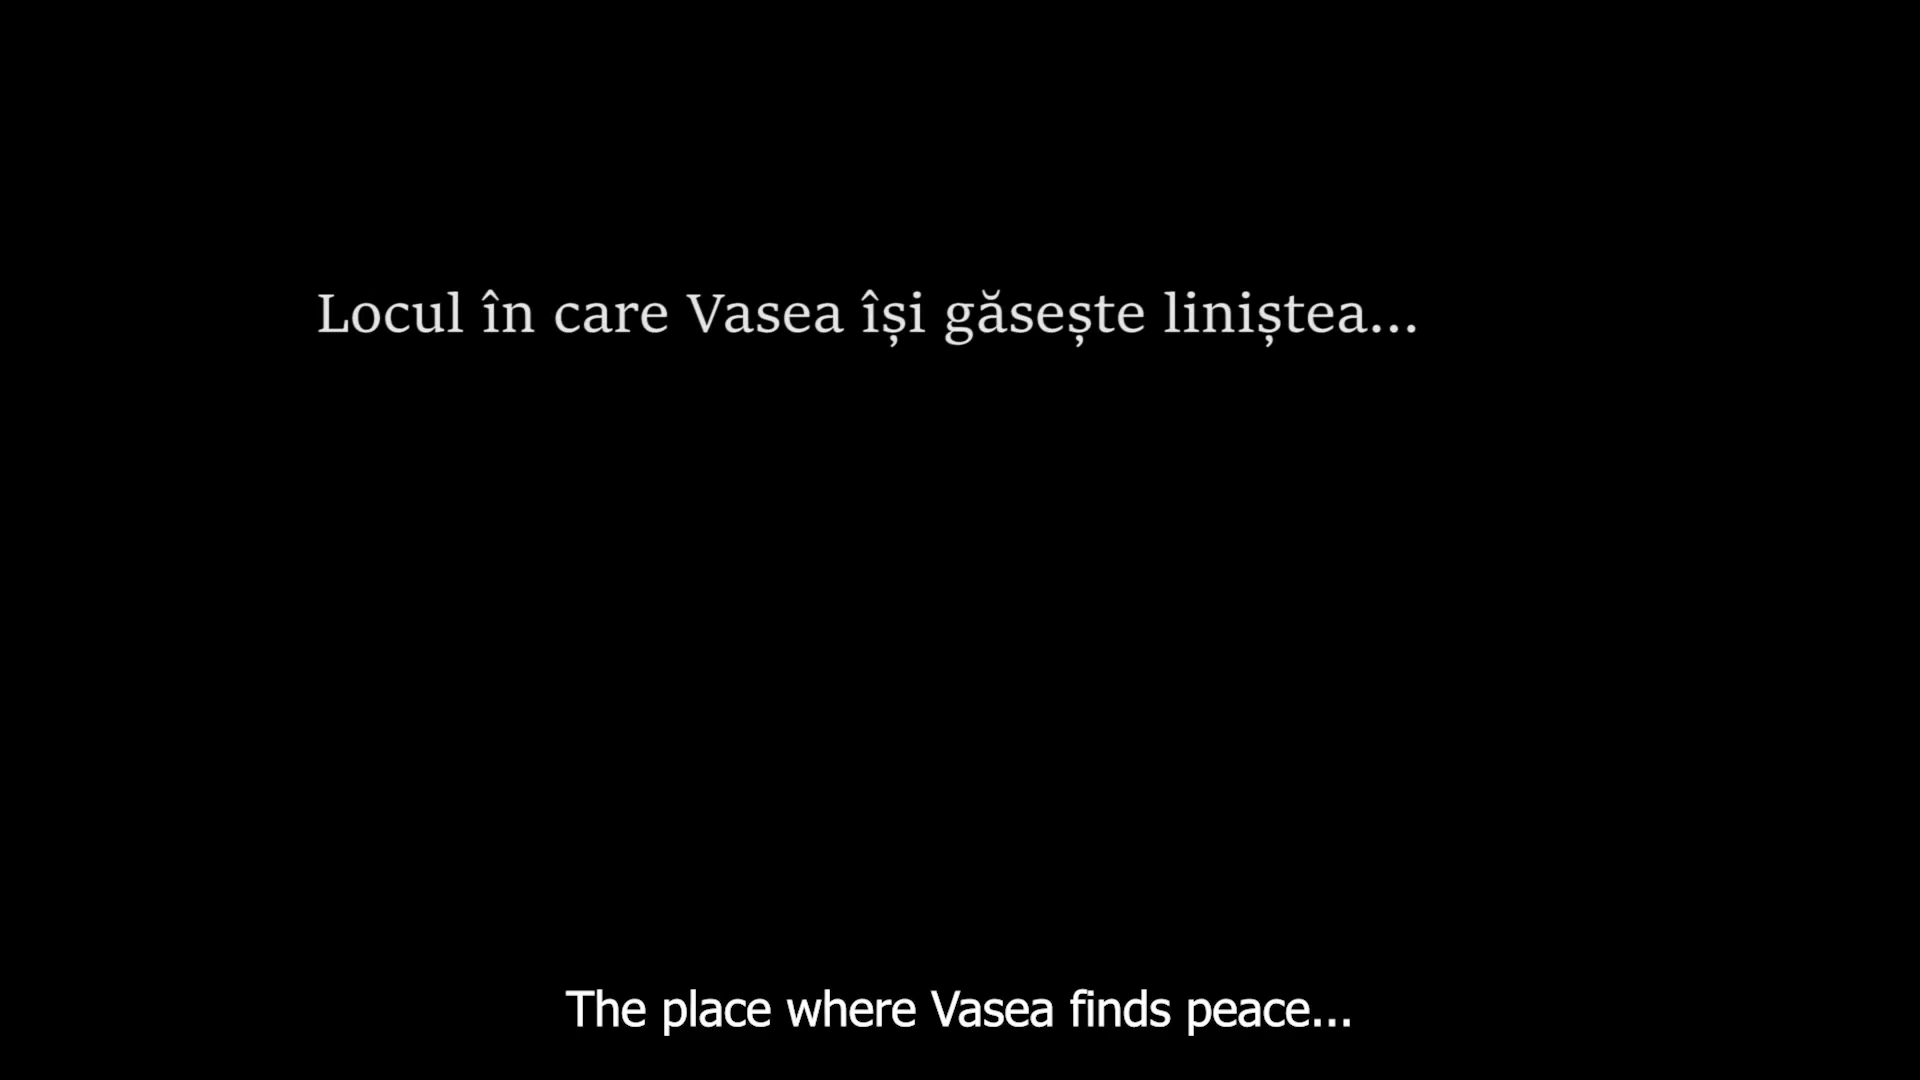 Locul în care Vasea își găsește liniștea...
The place where Vasea finds peace...